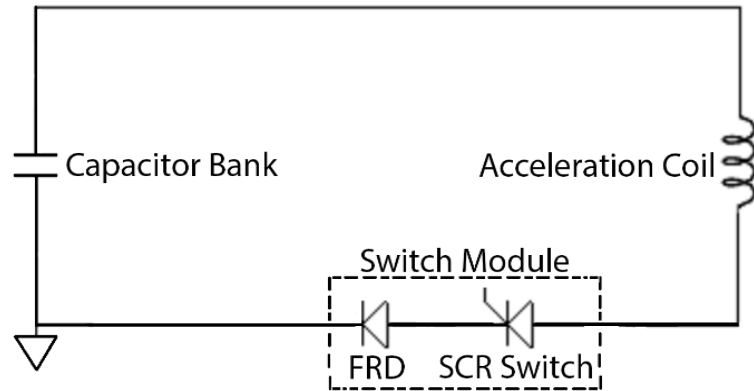 Capacitor Bank
Acceleration Coil
Switch Module
FRD
SCR Switch